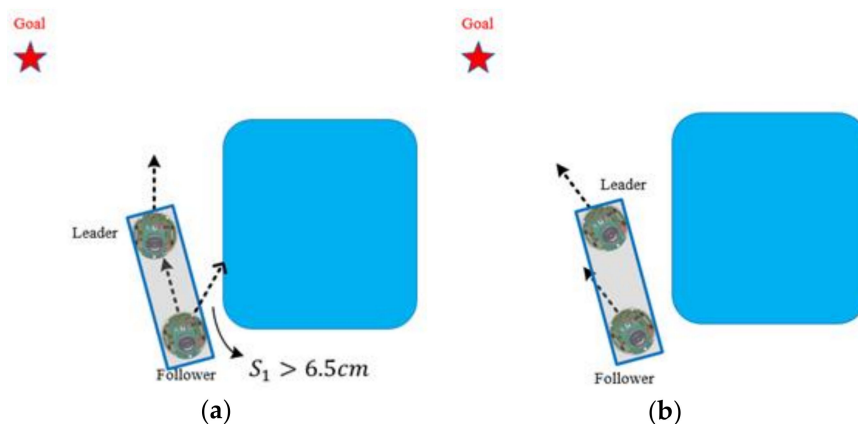 Goal
Goal
Leader
Leader
Follower
S₁ > 6.5cm
Follower
(a)
(b)